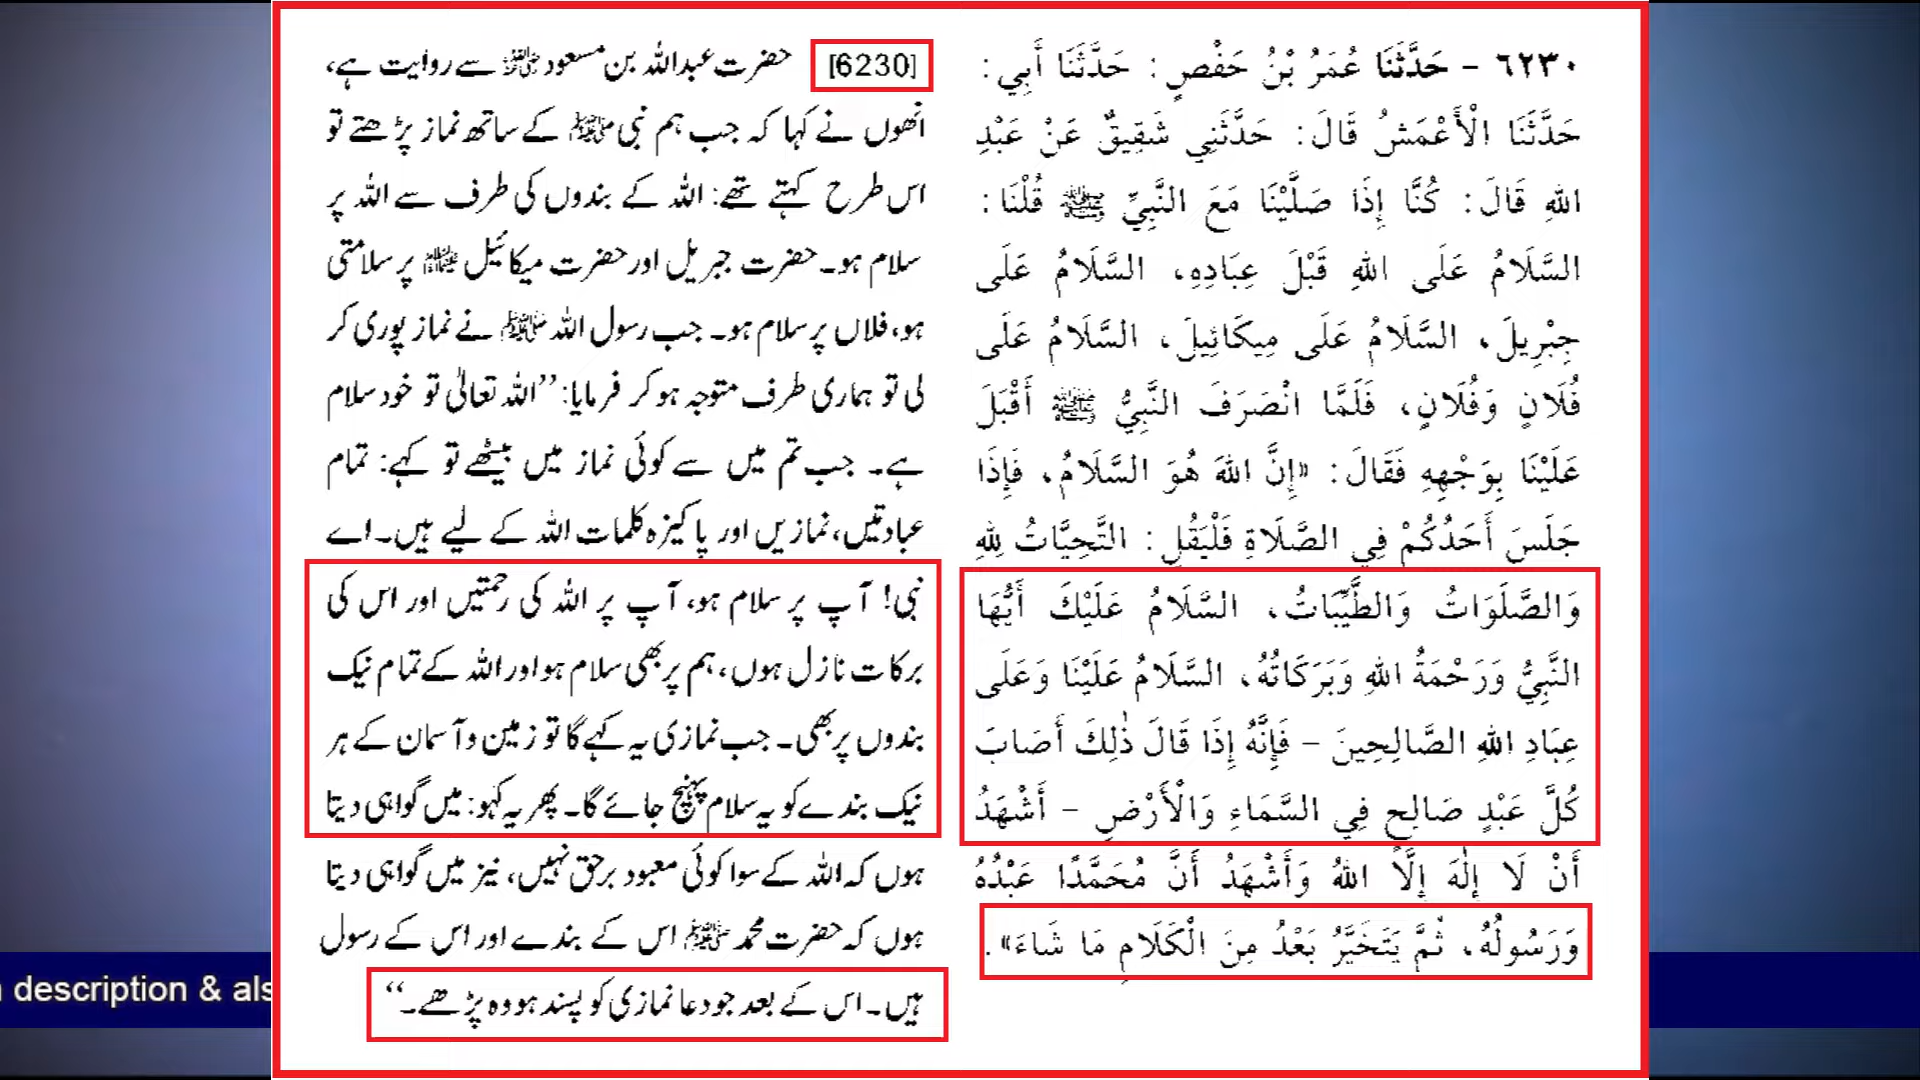 ٦٢٣٠ - حَدَّثَنَا عُمَرُ بْنُ حَفْصٍ: حَدَّثَنَا أَبِي:
حَدَّثَنَا الْأَعْمَشُ قَالَ: حَدَّثَنِي شَقِيقٌ عَنْ عَبْدِ
اللهِ قَالَ: كُنَّا إِذَا صَلَّيْنَا مَعَ النَّبِيِّ ﷺ قُلْنَا:
السَّلَامُ عَلَى اللهِ قَبْلَ عِبَادِهِ، السَّلَامُ عَلَى
جِبْرِيلَ، السَّلَامُ عَلَى مِيكَائِيلَ، السَّلَامُ عَلَى
فُلَانٍ وَفُلَانٍ، فَلَمَّا انْصَرَفَ النَّبِيُّ ﷺ أَقْبَلَ
عَلَيْنَا بِوَجْهِهِ فَقَالَ: «إِنَّ اللهَ هُوَ السَّلَامُ، فَإِذَا
جَلَسَ أَحَدُكُمْ فِي الصَّلَاةِ فَلْيَقُلِ: التَّحِيَّاتُ لِلهِ
وَالصَّلَوَاتُ وَالطَّيِّبَاتُ، السَّلَامُ عَلَيْكَ أَيُّهَا
النَّبِيُّ وَرَحْمَةُ اللهِ وَبَرَكَاتُهُ، السَّلَامُ عَلَيْنَا وَعَلَى
عِبَادِ اللهِ الصَّالِحِينَ - فَإِنَّهُ إِذَا قَالَ ذٰلِكَ أَصَابَ
كُلَّ عَبْدٍ صَالِحٍ فِي السَّمَاءِ وَالْأَرْضِ - أَشْهَدُ
أَنْ لَا إِلٰهَ إِلَّا اللهُ وَأَشْهَدُ أَنَّ مُحَمَّدًا عَبْدُهُ
وَرَسُولُهُ، ثُمَّ يَتَخَيَّرُ بَعْدُ مِنَ الْكَلَامِ مَا شَاءَ».
[6230] حضرت عبداللہ بن مسعود رضی اللہ عنہ سے روایت ہے،
انھوں نے کہا کہ جب ہم نبی ﷺ کے ساتھ نماز پڑھتے تو
اس طرح کہتے تھے: اللہ کے بندوں کی طرف سے اللہ پر
سلام ہو۔ حضرت جبریل اور حضرت میکائیل علیہما السلام پر سلامتی
ہو، فلاں پر سلام ہو۔ جب رسول اللہ ﷺ نے نماز پوری کر
لی تو ہماری طرف متوجہ ہو کر فرمایا: ”اللہ تعالیٰ تو خود سلام
ہے۔ جب تم میں سے کوئی نماز میں بیٹھے تو کہے: تمام
عبادتیں، نمازیں اور پاکیزہ کلمات اللہ کے لیے ہیں۔ اے
نبی! آپ پر سلام ہو، آپ پر اللہ کی رحمتیں اور اس کی
برکات نازل ہوں، ہم پر بھی سلام ہو اور اللہ کے تمام نیک
بندوں پر بھی۔ جب نمازی یہ کہے گا تو زمین و آسمان کے ہر
نیک بندے کو یہ سلام پہنچ جائے گا۔ پھر یہ کہو: میں گواہی دیتا
ہوں کہ اللہ کے سوا کوئی معبود برحق نہیں، نیز میں گواہی دیتا
ہوں کہ حضرت محمد ﷺ اس کے بندے اور اس کے رسول
ہیں۔ اس کے بعد جو دعا نمازی کو پسند ہو وہ پڑھے۔“
description & als